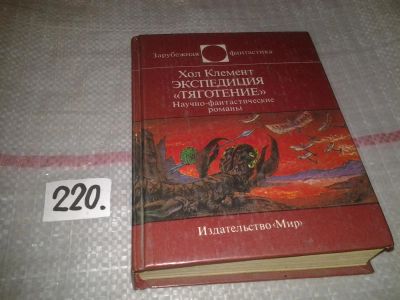 Зарубежная фантастика
Хол Клемент
ЭКСПЕДИЦИЯ
«ТЯГОТЕНИЕ»
Научно-фантастические
романы
Издательство «Мир»
220.